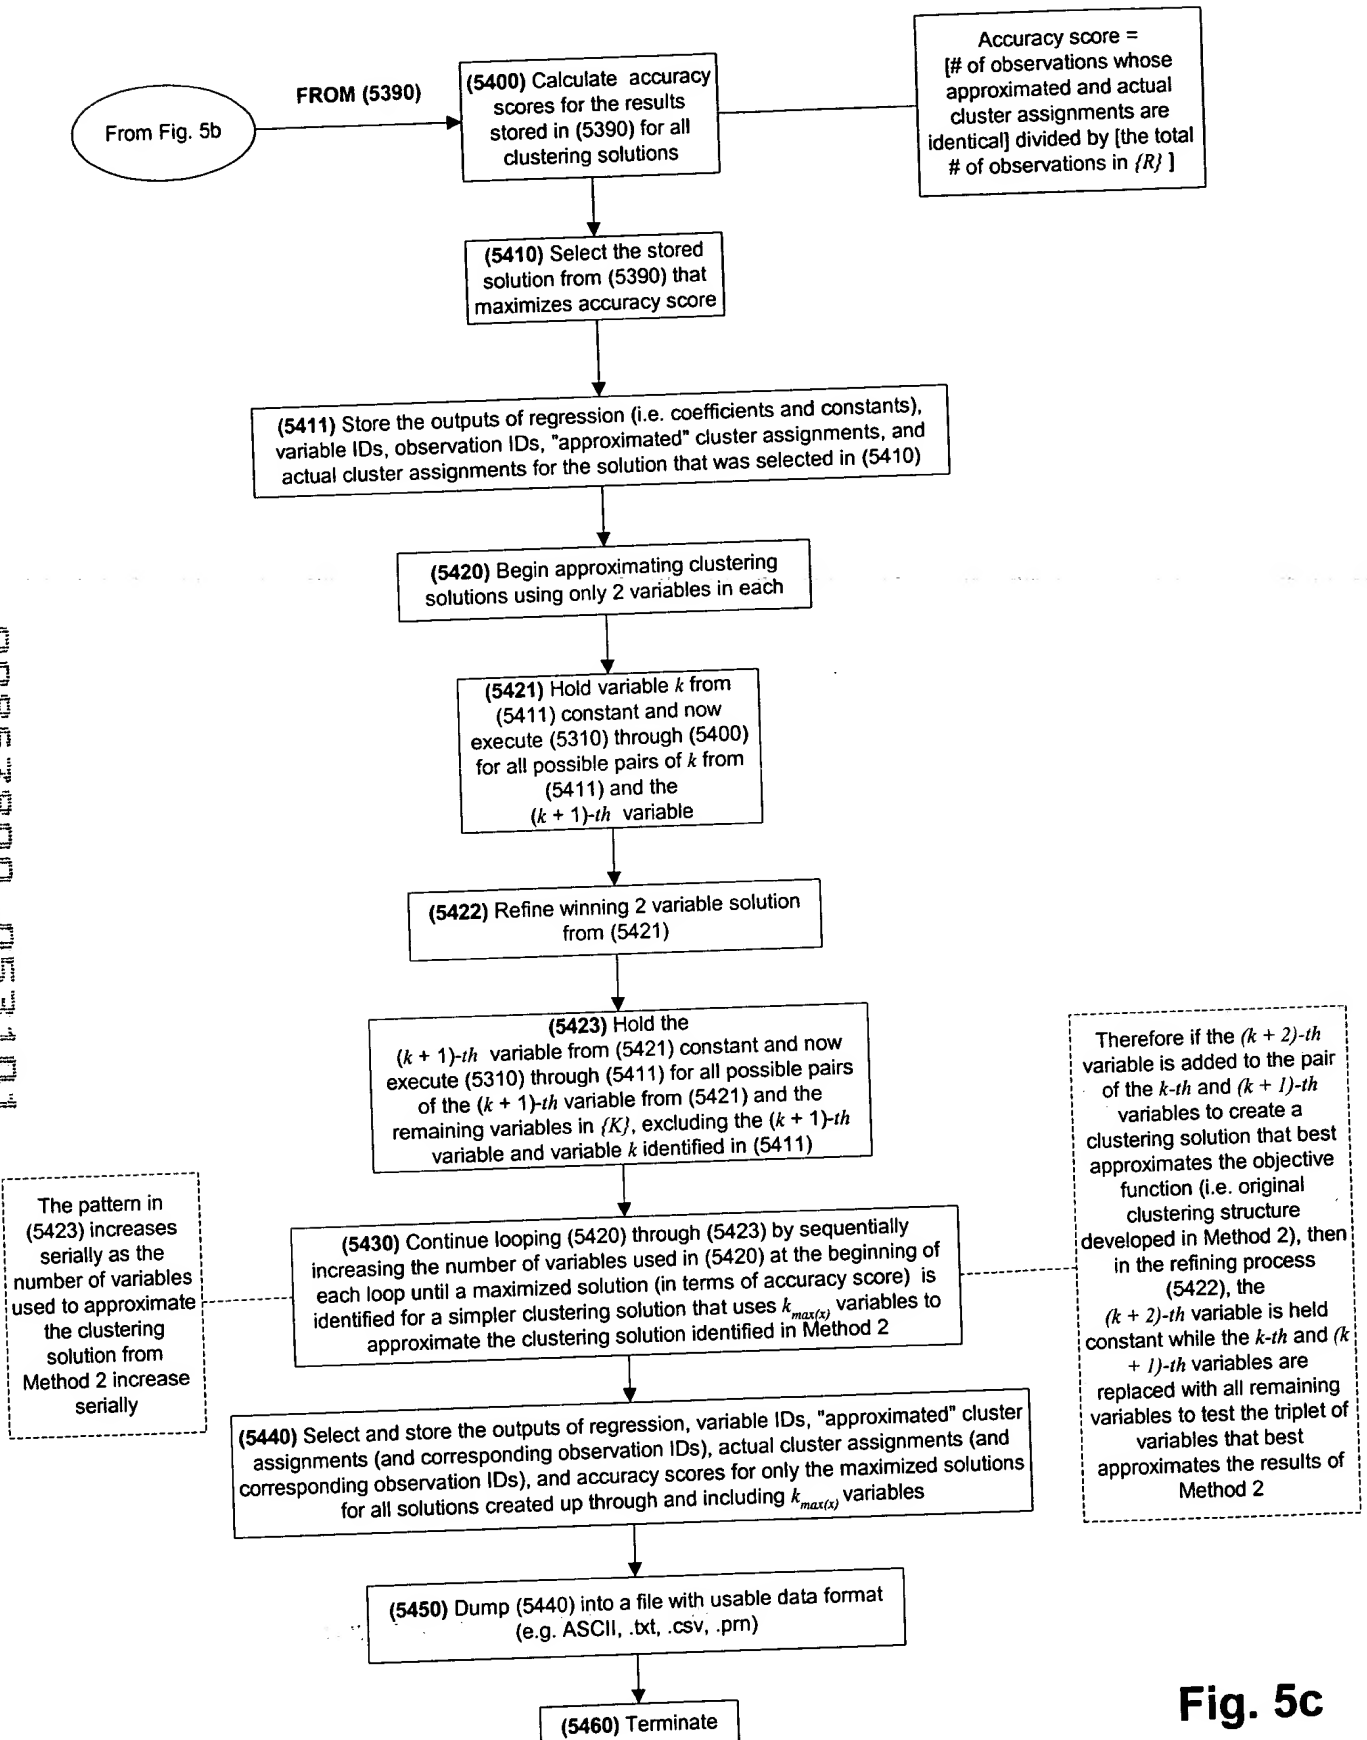 From Fig. 5b
FROM (5390)
(5400) Calculate accuracy
scores for the results
stored in (5390) for all
clustering solutions
Accuracy score =
[# of observations whose
approximated and actual
cluster assignments are
identical] divided by [the total
# of observations in {R} ]
(5410) Select the stored
solution from (5390) that
maximizes accuracy score
(5411) Store the outputs of regression (i.e. coefficients and constants),
variable IDs, observation IDs, "approximated" cluster assignments, and
actual cluster assignments for the solution that was selected in (5410)
(5420) Begin approximating clustering
solutions using only 2 variables in each
(5421) Hold variable k from
(5411) constant and now
execute (5310) through (5400)
for all possible pairs of k from
(5411) and the
(k + 1)-th variable
(5422) Refine winning 2 variable solution
from (5421)
(5423) Hold the
(k + 1)-th variable from (5421) constant and now
execute (5310) through (5411) for all possible pairs
of the (k + 1)-th variable from (5421) and the
remaining variables in {K}, excluding the (k + 1)-th
variable and variable k identified in (5411)
Therefore if the (k + 2)-th
variable is added to the pair
of the k-th and (k + 1)-th
variables to create a
clustering solution that best
approximates the objective
function (i.e. original
clustering structure
developed in Method 2), then
in the refining process
(5422), the
(k + 2)-th variable is held
constant while the k-th and (k
+ 1)-th variables are
replaced with all remaining
variables to test the triplet of
variables that best
approximates the results of
Method 2
The pattern in
(5423) increases
serially as the
number of variables
used to approximate
the clustering
solution from
Method 2 increase
serially
(5430) Continue looping (5420) through (5423) by sequentially
increasing the number of variables used in (5420) at the beginning of
each loop until a maximized solution (in terms of accuracy score) is
identified for a simpler clustering solution that uses kmax(x) variables to
approximate the clustering solution identified in Method 2
(5440) Select and store the outputs of regression, variable IDs, "approximated" cluster
assignments (and corresponding observation IDs), actual cluster assignments (and
corresponding observation IDs), and accuracy scores for only the maximized solutions
for all solutions created up through and including kmax(x) variables
(5450) Dump (5440) into a file with usable data format
(e.g. ASCII, .txt, .csv, .prn)
(5460) Terminate
Fig. 5c